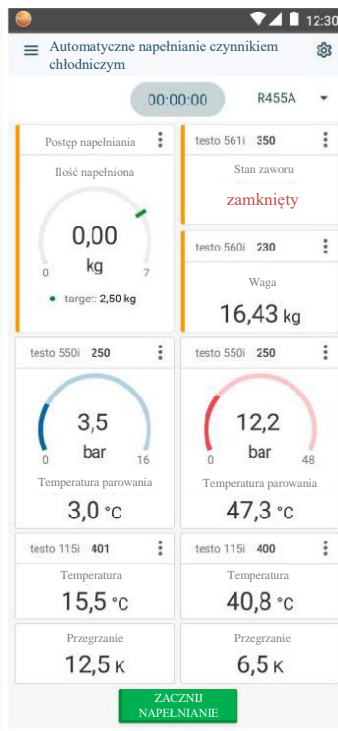 12:30
Automatyczne napełnianie czynnikiem
chłodniczym
00:00:00
R455A
Postęp napełniania
Ilość napełniona
0,00
kg
0
7
target: 2,50 kg
testo 561i 350
Stan zaworu
zamknięty
testo 560i 230
Waga
16,43 kg
testo 550i 250
3,5
bar
0
16
Temperatura parowania
3,0 °C
testo 550i 250
12,2
bar
0
48
Temperatura parowania
47,3 °C
testo 115i 401
Temperatura
15,5 °C
testo 115i 400
Temperatura
40,8 °C
Przegrzanie
12,5 K
Przegrzanie
6,5 K
ZACZNIJ
NAPEŁNIANIE